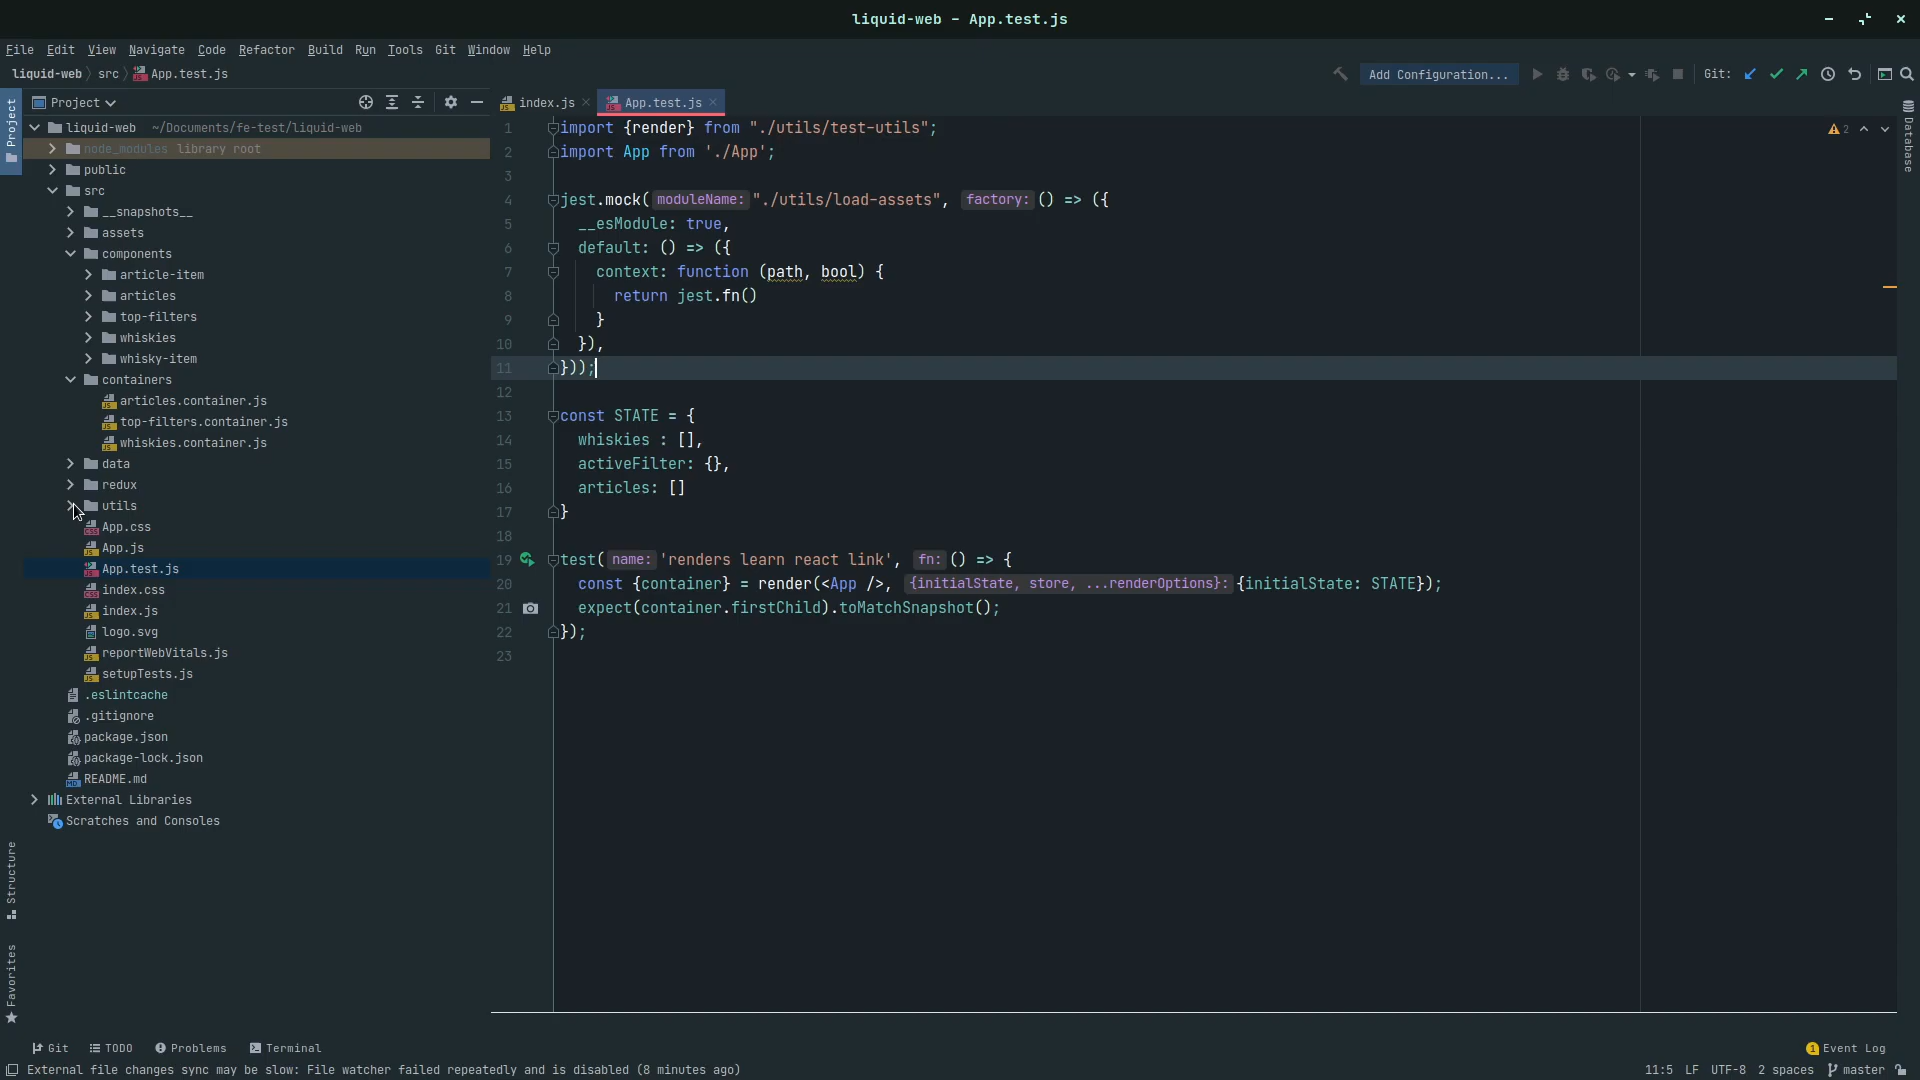 liquid-web – App.test.js
File Edit View Navigate Code Refactor Build Run Tools Git Window Help
liquid-web src App.test.js
Add Configuration...
Git:
Project
Project
liquid-web ~/Documents/fe-test/liquid-web
node_modules library root
public
src
__snapshots__
assets
components
article-item
articles
top-filters
whiskies
whisky-item
containers
articles.container.js
top-filters.container.js
whiskies.container.js
data
redux
utils
App.css
App.js
App.test.js
index.css
index.js
logo.svg
reportWebVitals.js
setupTests.js
.eslintcache
.gitignore
package.json
package-lock.json
README.md
External Libraries
Scratches and Consoles
Structure
Favorites
index.js App.test.js
1 import {render} from "./utils/test-utils";
2 import App from './App';
3
4 jest.mock( moduleName: "./utils/load-assets", factory: () => ({
5 __esModule: true,
6 default: () => ({
7 context: function (path, bool) {
8 return jest.fn()
9 }
10 }),
11 }));
12
13 const STATE = {
14 whiskies : [],
15 activeFilter: {},
16 articles: []
17 }
18
19 test( name: 'renders learn react link', fn: () => {
20 const {container} = render(<App />, {initialState, store, ...renderOptions}: {initialState: STATE});
21 expect(container.firstChild).toMatchSnapshot();
22 });
23
2
Database
Git TODO Problems Terminal
1 Event Log
External file changes sync may be slow: File watcher failed repeatedly and is disabled (8 minutes ago)
11:5 LF UTF-8 2 spaces master